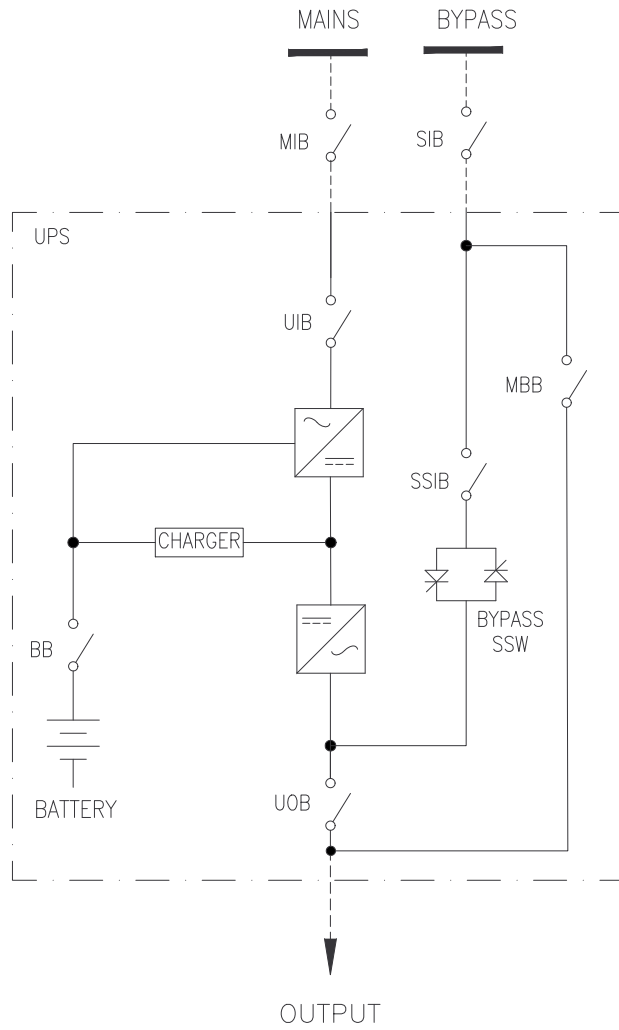 MAINS
BYPASS
MIB
SIB
UPS
UIB
MBB
SSIB
CHARGER
BYPASS
SSW
BB
UOB
BATTERY
OUTPUT